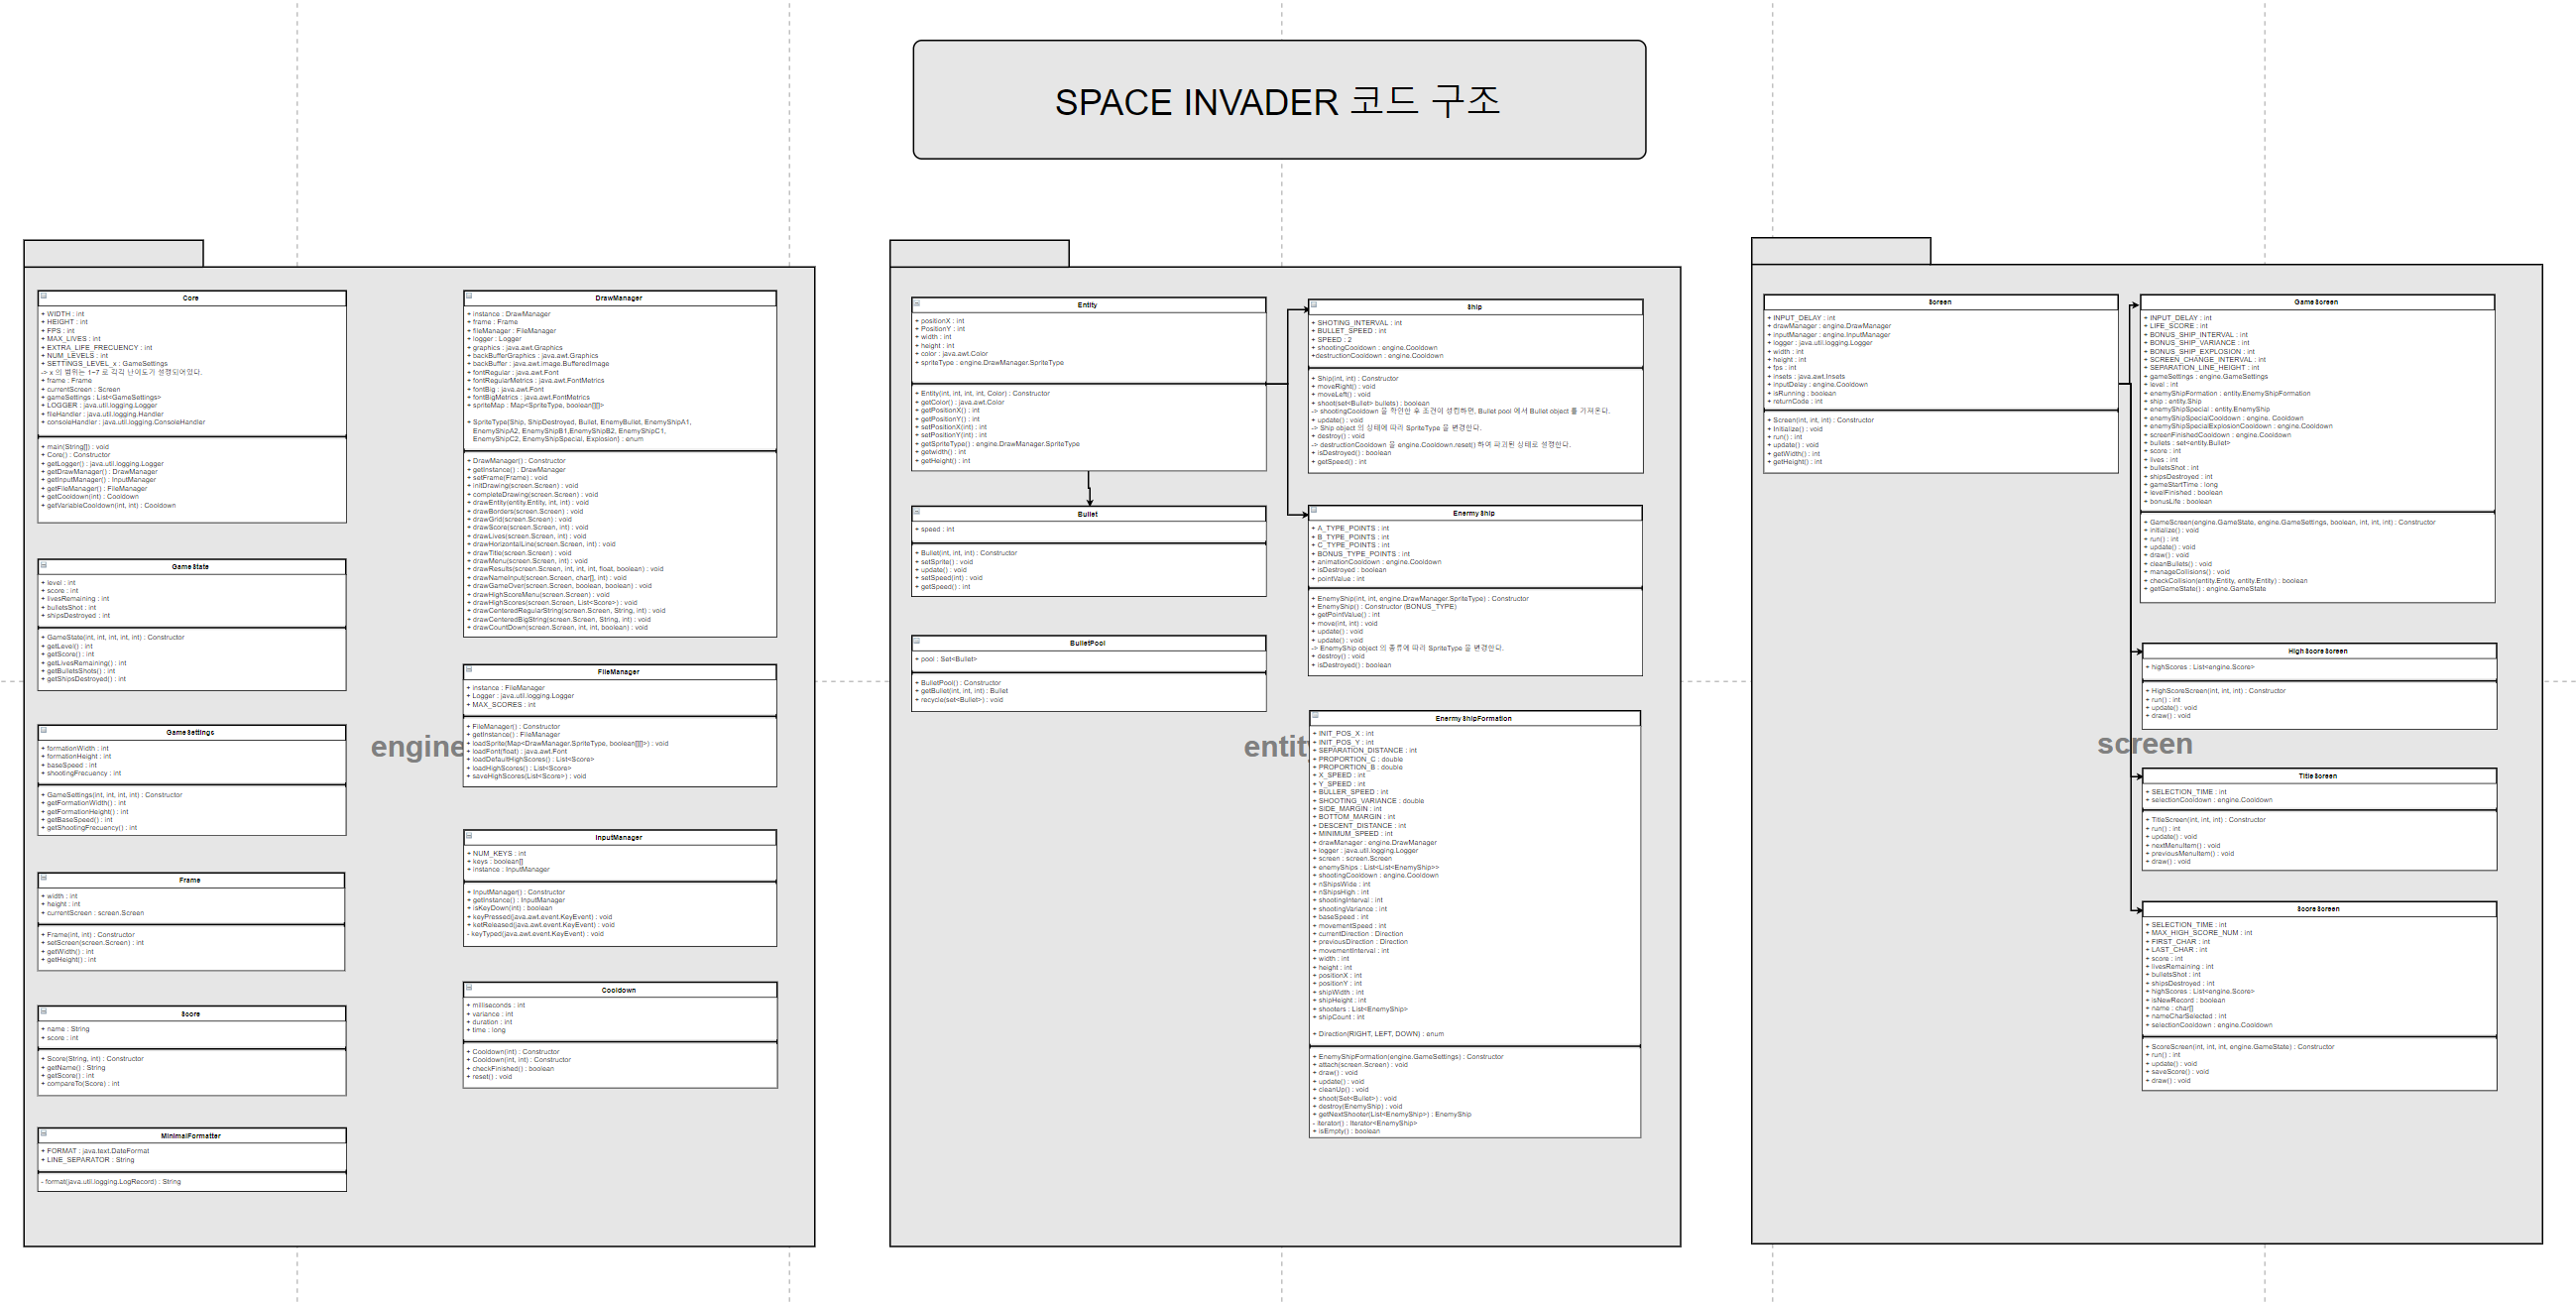 SPACE INVADER 코드 구조
engine
Core
+ WIDTH : int
+ HEIGHT : int
+ FPS : int
+ MAX_LIVES : int
+ EXTRA_LIFE_FRECUENCY : int
+ NUM_LEVELS : int
+ SETTINGS_LEVEL_x : GameSettings
-> x 의 범위는 1~7 로 각각 난이도가 설정되어있다.
+ frame : Frame
+ currentScreen : Screen
+ gameSettings : List<GameSettings>
+ LOGGER : java.util.logging.Logger
+ fileHandler : java.util.logging.Handler
+ consoleHandler : java.util.logging.ConsoleHandler
+ main(String[]) : void
+ Core() : Constructor
+ getLogger() : java.util.logging.Logger
+ getDrawManager() : DrawManager
+ getInputManager() : InputManager
+ getFileManager() : FileManager
+ getCooldown(int) : Cooldown
+ getVariableCooldown(int, int) : Cooldown
GameState
+ level : int
+ score : int
+ livesRemaining : int
+ bulletsShot : int
+ shipsDestroyed : int
+ GameState(int, int, int, int, int) : Constructor
+ getLevel() : int
+ getScore() : int
+ getLivesRemaining() : int
+ getBulletsShots() : int
+ getShipsDestroyed() : int
GameSettings
+ formationWidth : int
+ formationHeight : int
+ baseSpeed : int
+ shootingFrecuency : int
+ GameSettings(int, int, int, int) : Constructor
+ getFormationWidth() : int
+ getFormationHeight() : int
+ getBaseSpeed() : int
+ getShootingFrecuency() : int
Frame
+ width : int
+ height : int
+ currentScreen : screen.Screen
+ Frame(int, int) : Constructor
+ setScreen(screen.Screen) : int
+ getWidth() : int
+ getHeight() : int
Score
+ name : String
+ score : int
+ Score(String, int) : Constructor
+ getName() : String
+ getScore() : int
+ compareTo(Score) : int
MinimalFormatter
+ FORMAT : java.text.DateFormat
+ LINE_SEPARATOR : String
- format(java.util.logging.LogRecord) : String
DrawManager
+ instance : DrawManager
+ frame : Frame
+ fileManager : FileManager
+ logger : Logger
+ graphics : java.awt.Graphics
+ backBufferGraphics : java.awt.Graphics
+ backBuffer : java.awt.image.BufferedImage
+ fontRegular : java.awt.Font
+ fontRegularMetrics : java.awt.FontMetrics
+ fontBig : java.awt.Font
+ fontBigMetrics : java.awt.FontMetrics
+ spriteMap : Map<SpriteType, boolean[][]>
+ SpriteType(Ship, ShipDestroyed, Bullet, EnemyBullet, EnemyShipA1,
EnemyShipA2, EnemyShipB1,EnemyShipB2, EnemyShipC1,
EnemyShipC2, EnemyShipSpecial, Explosion) : enum
+ DrawManager() : Constructor
+ getInstance() : DrawManager
+ setFrame(Frame) : void
+ initDrawing(screen.Screen) : void
+ completeDrawing(screen.Screen) : void
+ drawEntity(entity.Entity, int, int) : void
+ drawBorders(screen.Screen) : void
+ drawGrid(screen.Screen) : void
+ drawScore(screen.Screen, int) : void
+ drawLives(screen.Screen, int) : void
+ drawHorizontalLine(screen.Screen, int) : void
+ drawTitle(screen.Screen) : void
+ drawMenu(screen.Screen, int) : void
+ drawResults(screen.Screen, int, int, int, float, boolean) : void
+ drawNameInput(screen.Screen, char[], int) : void
+ drawGameOver(screen.Screen, boolean, boolean) : void
+ drawHighScoreMenu(screen.Screen) : void
+ drawHighScores(screen.Screen, List<Score>) : void
+ drawCenteredRegularString(screen.Screen, String, int) : void
+ drawCenteredBigString(screen.Screen, String, int) : void
+ drawCountDown(screen.Screen, int, int, boolean) : void
FileManager
+ instance : FileManager
+ Logger : java.util.logging.Logger
+ MAX_SCORES : int
+ FileManager() : Constructor
+ getInstance() : FileManager
+ loadSprite(Map<DrawManager.SpriteType, boolean[][]>) : void
+ loadFont(float) : java.awt.Font
+ loadDefaultHighScores() : List<Score>
+ loadHighScores() : List<Score>
+ saveHighScores(List<Score>) : void
InputManager
+ NUM_KEYS : int
+ keys : boolean[]
+ instance : InputManager
+ InputManager() : Constructor
+ getInstance() : InputManager
+ isKeyDown(int) : boolean
+ keyPressed(java.awt.event.KeyEvent) : void
+ ketReleased(java.awt.event.KeyEvent) : void
- keyTyped(java.awt.event.KeyEvent) : void
Cooldown
+ milliseconds : int
+ variance : int
+ duration : int
+ time : long
+ Cooldown(int) : Constructor
+ Cooldown(int, int) : Constructor
+ checkFinished() : boolean
+ reset() : void
entit
Entity
+ positionX : int
+ PositionY : int
+ width : int
+ height : int
+ color : java.awt.Color
+ spriteType : engine.DrawManager.SpriteType
+ Entity(int, int, int, int, Color) : Constructor
+ getColor() : java.awt.Color
+ getPositionX() : int
+ getPositionY() : int
+ setPositionX(int) : int
+ setPositionY(int) : int
+ getSpriteType() : engine.DrawManager.SpriteType
+ getwidth() : int
+ getHeight() : int
Bullet
+ speed : int
+ Bullet(int, int, int) : Constructor
+ setSprite() : void
+ update() : void
+ setSpeed(int) : void
+ getSpeed() : int
BulletPool
+ pool : Set<Bullet>
+ BulletPool() : Constructor
+ getBullet(int, int, int) : Bullet
+ recycle(set<Bullet>) : void
Ship
+ SHOTING_INTERVAL : int
+ BULLET_SPEED : int
+ SPEED : 2
+ shootingCooldown : engine.Cooldown
+destructionCooldown : engine.Cooldown
+ Ship(int, int) : Constructor
+ moveRight() : void
+ moveLeft() : void
+ shoot(set<Bullet> bullets) : boolean
-> shootingCooldown 을 확인한 후 조건이 성립하면, Bullet pool 에서 Bullet object 를 가져온다.
+ update() : void
-> Ship object 의 상태에 따라 SpriteType 을 변경한다.
+ destroy() : void
-> destructionCooldown 을 engine.Cooldown.reset() 하여 파괴된 상태로 설정한다.
+ isDestroyed() : boolean
+ getSpeed() : int
Enermy Ship
+ A_TYPE_POINTS : int
+ B_TYPE_POINTS : int
+ C_TYPE_POINTS : int
+ BONUS_TYPE_POINTS : int
+ animationCooldown : engine.Cooldown
+ isDestroyed : boolean
+ pointValue : int
+ EnemyShip(int, int, engine.DrawManager.SpriteType) : Constructor
+ EnemyShip() : Constructor (BONUS_TYPE)
+ getPointValue() : int
+ move(int, int) : void
+ update() : void
+ update() : void
-> EnemyShip object 의 종류에 따라 SpriteType 을 변경한다.
+ destroy() : void
+ isDestroyed() : boolean
EnermyShipFormation
+ INIT_POS_X : int
+ INIT_POS_Y : int
+ SEPARATION_DISTANCE : int
+ PROPORTION_C : double
+ PROPORTION_B : double
+ X_SPEED : int
+ Y_SPEED : int
+ BULLER_SPEED : int
+ SHOOTING_VARIANCE : double
+ SIDE_MARGIN : int
+ BOTTOM_MARGIN : int
+ DESCENT_DISTANCE : int
+ MINIMUM_SPEED : int
+ drawManager : engine.DrawManager
+ logger : java.util.logging.Logger
+ screen : screen.Screen
+ enemyShips : List<List<EnemyShip>>
+ shootingCooldown : engine.Cooldown
+ nShipsWide : int
+ nShipsHigh : int
+ shootingInterval : int
+ shootingVariance : int
+ baseSpeed : int
+ movementSpeed : int
+ currentDirection : Direction
+ previousDirection : Direction
+ movementInterval : int
+ width : int
+ height : int
+ positionX : int
+ positionY : int
+ shipWidth : int
+ shipHeight : int
+ shooters : List<EnemyShip>
+ shipCount : int
+ Direction(RIGHT, LEFT, DOWN) : enum
+ EnemyShipFormation(engine.GameSettings) : Constructor
+ attach(screen.Screen) : void
+ draw() : void
+ update() : void
+ cleanUp() : void
+ shoot(Set<Bullet>) : void
+ destroy(EnemyShip) : void
+ getNextShooter(List<EnemyShip>) : EnemyShip
- iterator() : Iterator<EnemyShip>
+ isEmpty() : boolean
screen
Screen
+ INPUT_DELAY : int
+ drawManager : engine.DrawManager
+ inputManager : engine.InputManager
+ logger : java.util.logging.Logger
+ width : int
+ height : int
+ fps : int
+ insets : java.awt.Insets
+ inputDelay : engine.Cooldown
+ isRunning : boolean
+ returnCode : int
+ Screen(int, int, int) : Constructor
+ Initialize() : void
+ run() : int
+ update() : void
+ getWidth() : int
+ getHeight() : int
Game Screen
+ INPUT_DELAY : int
+ LIFE_SCORE : int
+ BONUS_SHIP_INTERVAL : int
+ BONUS_SHIP_VARIANCE : int
+ BONUS_SHIP_EXPLOSION : int
+ SCREEN_CHANGE_INTERVAL : int
+ SEPARATION_LINE_HEIGHT : int
+ gameSettings : engine.GameSettings
+ level : int
+ enemyShipFormation : entity.EnemyShipFormation
+ ship : entity.Ship
+ enemyShipSpecial : entity.EnemyShip
+ enemyShipSpecialCooldown : engine. Cooldown
+ enemyShipSpecialExplosionCooldown : engine.Cooldown
+ screenFinishedCooldown : engine.Cooldown
+ bullets : set<entity.Bullet>
+ score : int
+ lives : int
+ bulletsShot : int
+ shipsDestroyed : int
+ gameStartTime : long
+ levelFinished : boolean
+ bonusLife : boolean
+ GameScreen(engine.GameState, engine.GameSettings, boolean, int, int, int) : Constructor
+ initialize() : void
+ run() : int
+ update() : void
+ draw() : void
+ cleanBullets() : void
+ manageCollisions() : void
+ checkCollision(entity.Entity, entity.Entity) : boolean
+ getGameState() : engine.GameState
High Score Screen
+ highScores : List<engine.Score>
+ HighScoreScreen(int, int, int) : Constructor
+ run() : int
+ update() : void
+ draw() : void
Title Screen
+ SELECTION_TIME : int
+ selectionCooldown : engine.Cooldown
+ TitleScreen(int, int, int) : Constructor
+ run() : int
+ update() : void
+ nextMenuItem() : void
+ previousMenuItem() : void
+ draw() : void
Score Screen
+ SELECTION_TIME : int
+ MAX_HIGH_SCORE_NUM : int
+ FIRST_CHAR : int
+ LAST_CHAR : int
+ score : int
+ livesRemaining : int
+ bulletsShot : int
+ shipsDestroyed : int
+ highScores : List<engine.Score>
+ isNewRecord : boolean
+ name : char[]
+ nameCharSelected : int
+ selectionCooldown : engine.Cooldown
+ ScoreScreen(int, int, int, engine.GameState) : Constructor
+ run() : int
+ update() : void
+ saveScore() : void
+ draw() : void